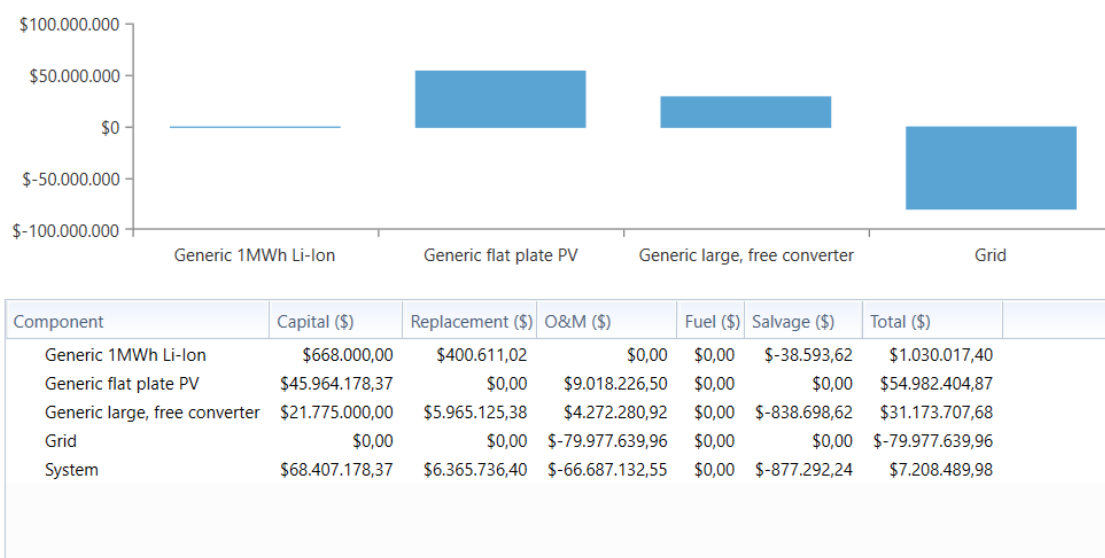 $100.000.000
$50.000.000
$0
$-50.000.000
$-100.000.000
Generic 1MWh Li-Ion Generic flat plate PV Generic large, free converter Grid
Component Capital ($) Replacement ($) O&M ($) Fuel ($) Salvage ($) Total ($)
Generic 1MWh Li-Ion $668.000,00 $400.611,02 $0,00 $0,00 $-38.593,62 $1.030.017,40
Generic flat plate PV $45.964.178,37 $0,00 $9.018.226,50 $0,00 $0,00 $54.982.404,87
Generic large, free converter $21.775.000,00 $5.965.125,38 $4.272.280,92 $0,00 $-838.698,62 $31.173.707,68
Grid $0,00 $0,00 $-79.977.639,96 $0,00 $0,00 $-79.977.639,96
System $68.407.178,37 $6.365.736,40 $-66.687.132,55 $0,00 $-877.292,24 $7.208.489,98